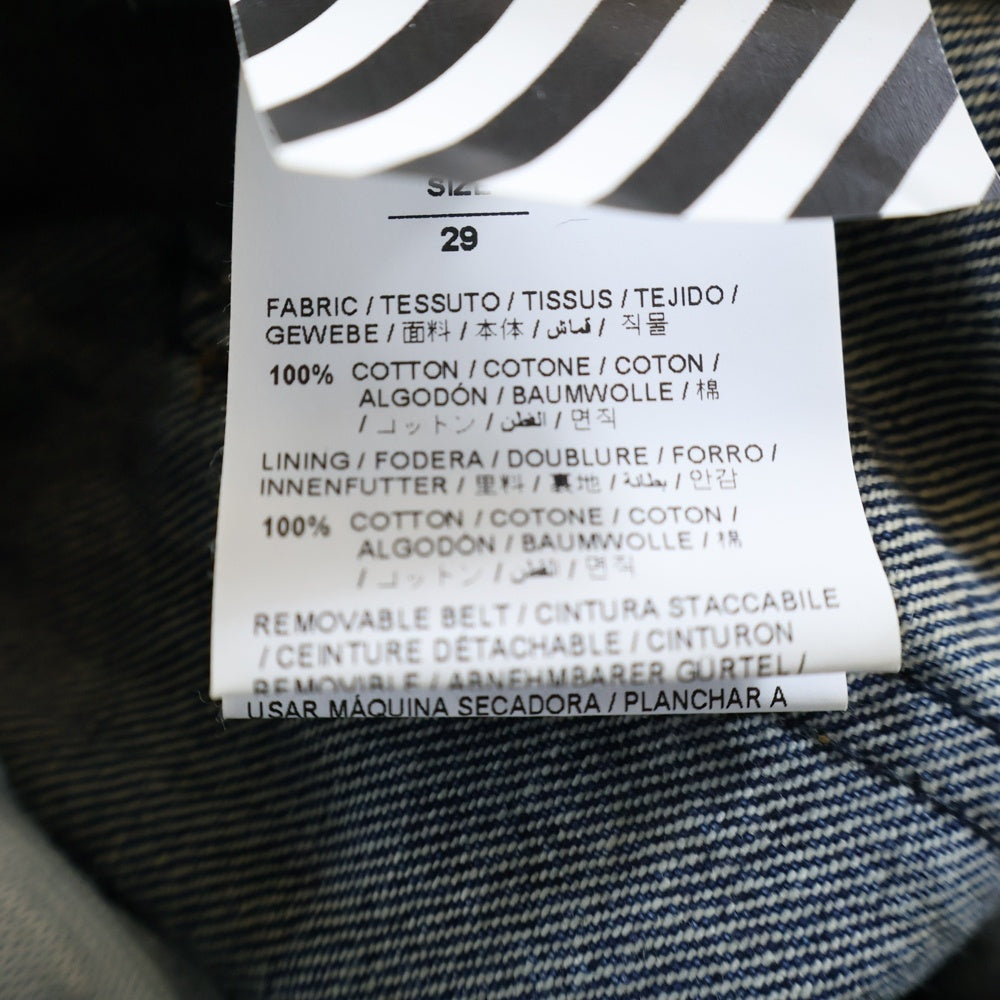 SIZE
29
FABRIC / TESSUTO / TISSUS / TEJIDO /
GEWEBE / 面料 / 本体 / قماش / 직물
100% COTTON / COTONE / COTON /
ALGODÓN / BAUMWOLLE / 棉
/ コットン / القطن / 면직
LINING / FODERA / DOUBLURE / FORRO /
INNENFUTTER / 里料 / 裏地 / بطانة / 안감
100% COTTON / COTONE / COTON /
ALGODÓN / BAUMWOLLE / 棉
/ コットン / القطن / 면직
REMOVABLE BELT / CINTURA STACCABILE
/ CEINTURE DÉTACHABLE / CINTURON
REMOVIBLE / ABNEHMBARER GÜRTEL /
USAR MÁQUINA SECADORA / PLANCHAR A